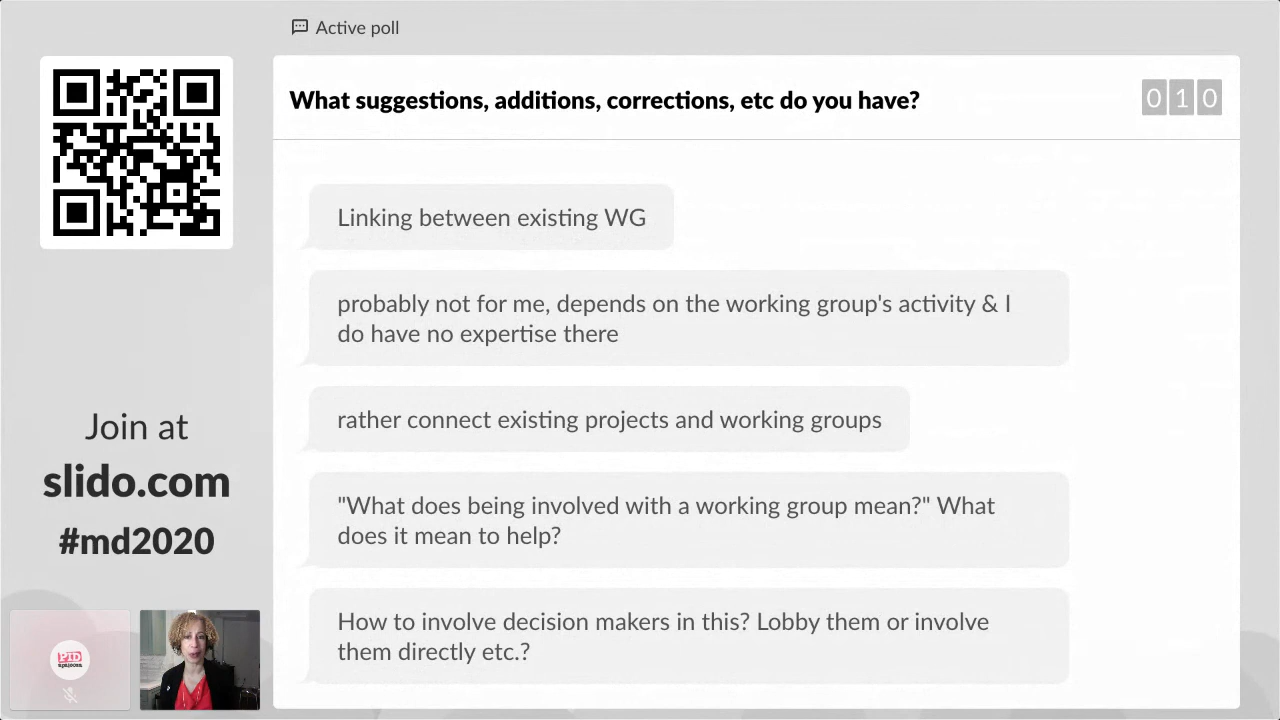 Active poll
What suggestions, additions, corrections, etc do you have?
010
Linking between existing WG
probably not for me, depends on the working group's activity & I
do have no expertise there
rather connect existing projects and working groups
"What does being involved with a working group mean?" What
does it mean to help?
How to involve decision makers in this? Lobby them or involve
them directly etc.?
Join at
slido.com
#md2020
PID
apalooza